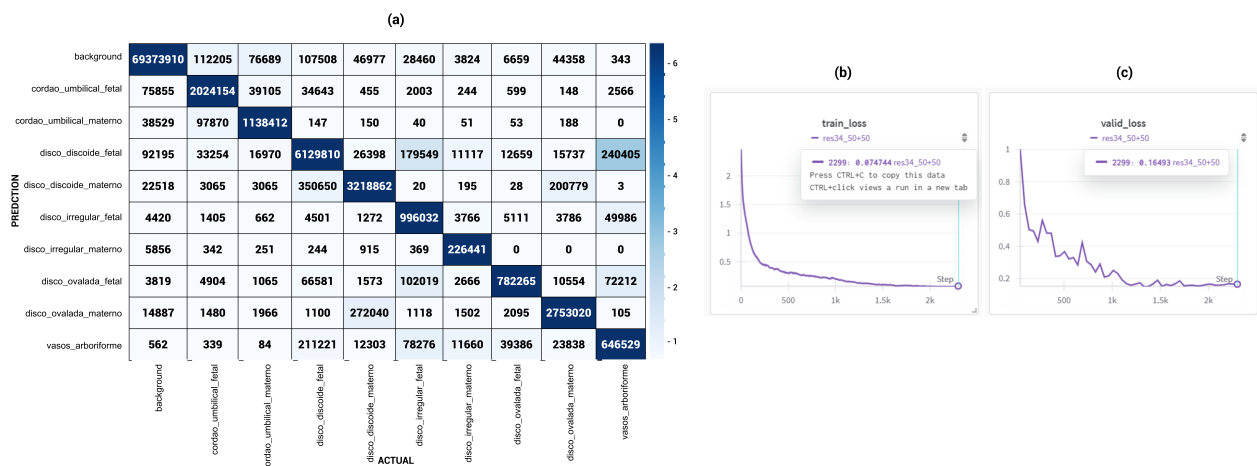 (a)
PREDCTION
background 69373910 112205 76689 107508 46977 28460 3824 6659 44358 343
cordao_umbilical_fetal 75855 2024154 39105 34643 455 2003 244 599 148 2566
cordao_umbilical_materno 38529 97870 1138412 147 150 40 51 53 188 0
disco_discoide_fetal 92195 33254 16970 6129810 26398 179549 11117 12659 15737 240405
disco_discoide_materno 22518 3065 3065 350650 3218862 20 195 28 200779 3
disco_irregular_fetal 4420 1405 662 4501 1272 996032 3766 5111 3786 49986
disco_irregular_materno 5856 342 251 244 915 369 226441 0 0 0
disco_ovalada_fetal 3819 4904 1065 66581 1573 102019 2666 782265 10554 72212
disco_ovalada_materno 14887 1480 1966 1100 272040 1118 1502 2095 2753020 105
vasos_arboriforme 562 339 84 211221 12303 78276 11660 39386 23838 646529
- 6
- 5
- 4
- 3
- 2
- 1
background
cordao_umbilical_fetal
ordao_umbilical_materno
disco_discoide_fetal
disco_discoide_materno
disco_irregular_fetal
disco_irregular_materno
disco_ovalada_fetal
disco_ovalada_materno
vasos_arboriforme
ACTUAL
(b)
train_loss
res34_50+50
2299: 0.074744 res34_50+50
Press CTRL+C to copy this data
CTRL+click views a run in a new tab
2
1.5
1
0.5
Step
0 500 1k 1.5k 2k
(c)
valid_loss
res34_50+50
2299: 0.16493 res34_50+50
1
0.8
0.6
0.4
0.2
Step
500 1k 1.5k 2k